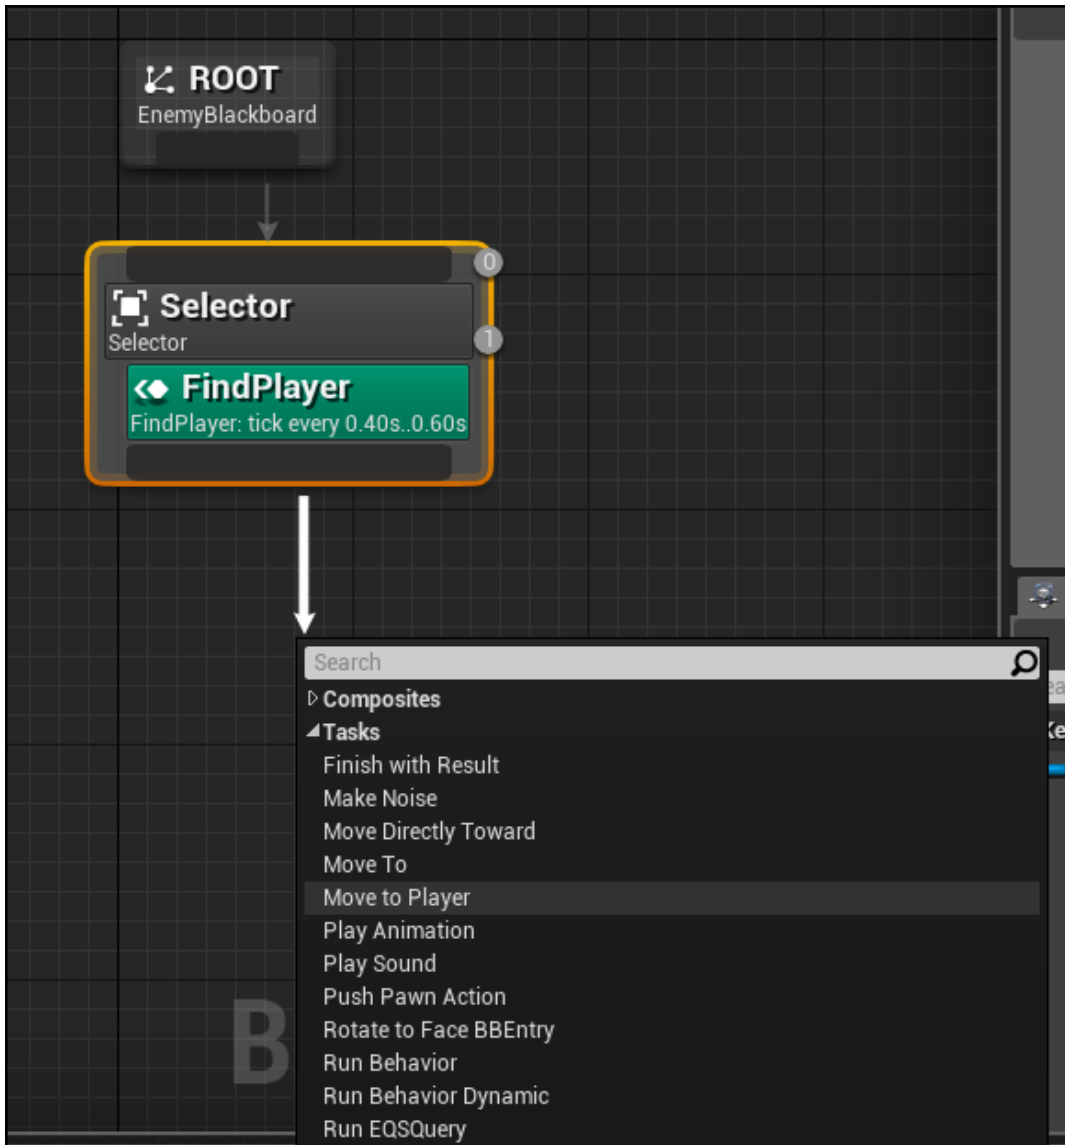 ROOT
EnemyBlackboard
0
Selector
Selector
1
FindPlayer
FindPlayer: tick every 0.40s..0.60s
Search
Composites
Tasks
Finish with Result
Make Noise
Move Directly Toward
Move To
Move to Player
Play Animation
Play Sound
Push Pawn Action
Rotate to Face BBEntry
B
Run Behavior
Run Behavior Dynamic
Run EQSQuery